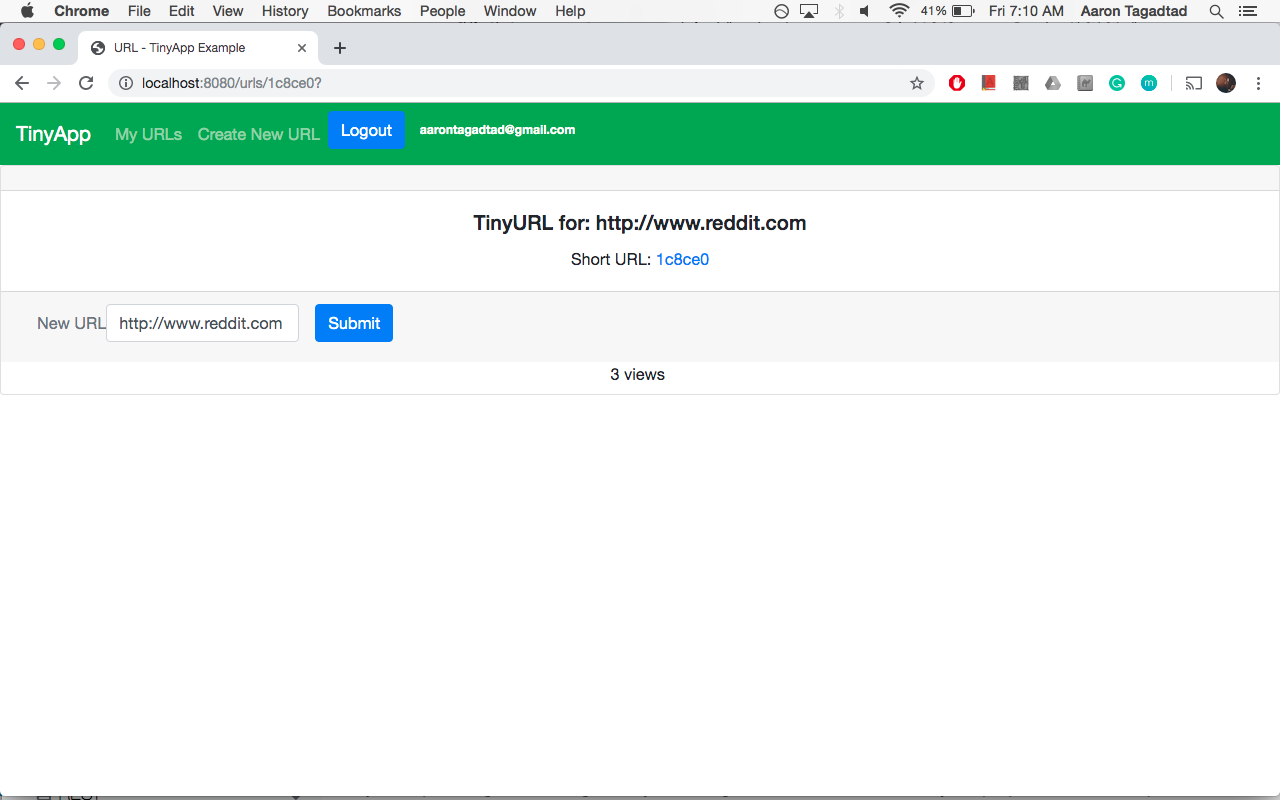 Chrome File Edit View History Bookmarks People Window Help 41% Fri 7:10 AM Aaron Tagadtad
URL - TinyApp Example
localhost:8080/urls/1c8ce0?
TinyApp My URLs Create New URL Logout aarontagadtad@gmail.com
TinyURL for: http://www.reddit.com
Short URL: 1c8ce0
New URL http://www.reddit.com Submit
3 views